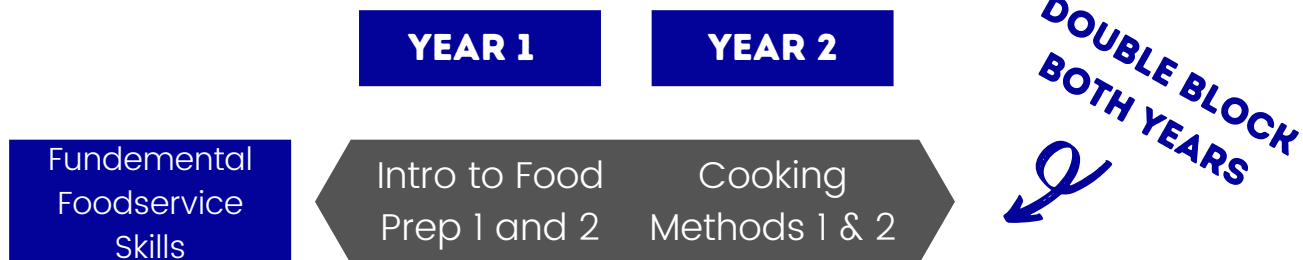 YEAR 1
YEAR 2
DOUBLE BLOCK
BOTH YEARS
Fundemental
Foodservice
Skills
Intro to Food
Prep 1 and 2
Cooking
Methods 1 & 2